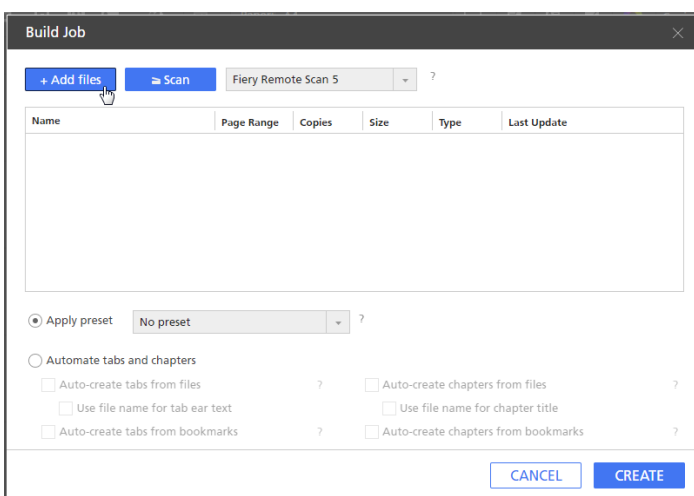 Build Job
+ Add files Scan Fiery Remote Scan 5 ?
Name Page Range Copies Size Type Last Update
Apply preset No preset ?
Automate tabs and chapters
Auto-create tabs from files ? Auto-create chapters from files ?
Use file name for tab ear text Use file name for chapter title
Auto-create tabs from bookmarks ? Auto-create chapters from bookmarks ?
CANCEL CREATE